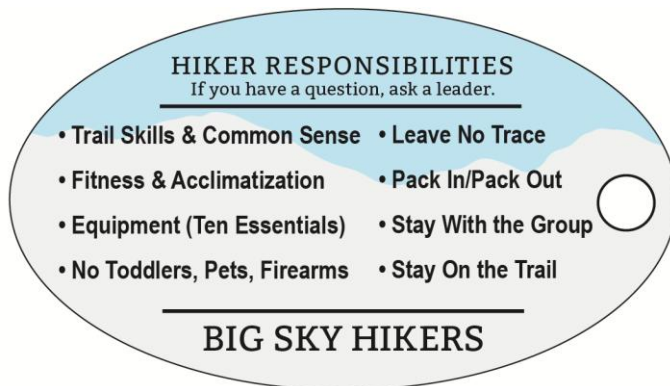 HIKER RESPONSIBILITIES
If you have a question, ask a leader.
• Trail Skills & Common Sense
• Fitness & Acclimatization
• Equipment (Ten Essentials)
• No Toddlers, Pets, Firearms
• Leave No Trace
• Pack In/Pack Out
• Stay With the Group
• Stay On the Trail
BIG SKY HIKERS